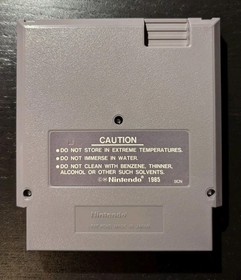 CAUTION
•DO NOT STORE IN EXTREME TEMPERATURES.
•DO NOT IMMERSE IN WATER.
•DO NOT CLEAN WITH BENZENE, THINNER,
ALCOHOL OR OTHER SUCH SOLVENTS.
Nintendo® 1985
Nintendo